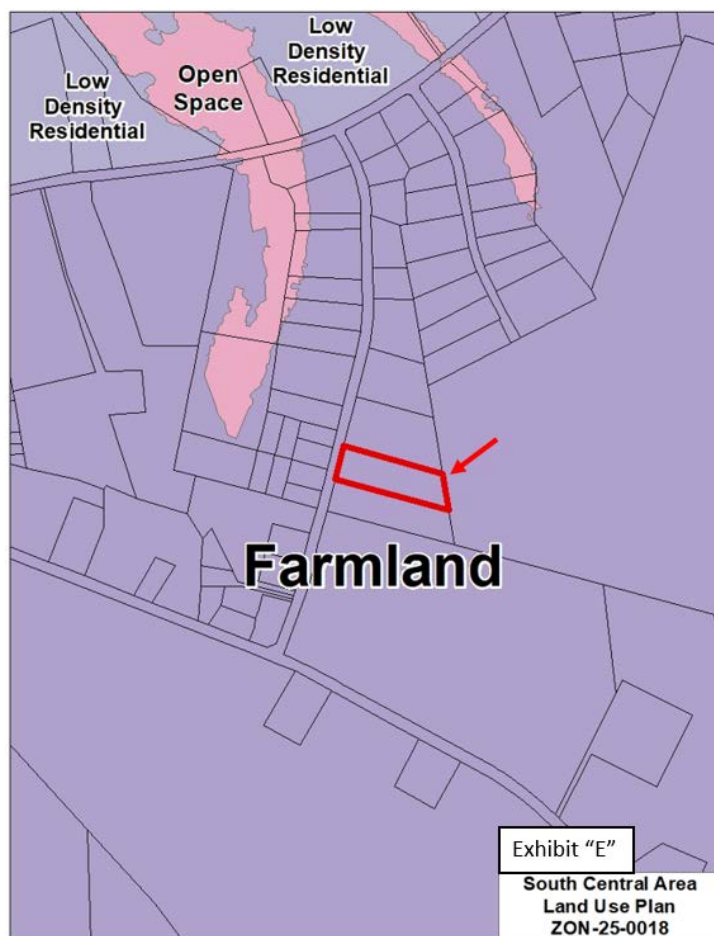 Low
Density
Residential
Open
Space
Low
Density
Residential
Farmland
Exhibit “E”
South Central Area
Land Use Plan
ZON-25-0018